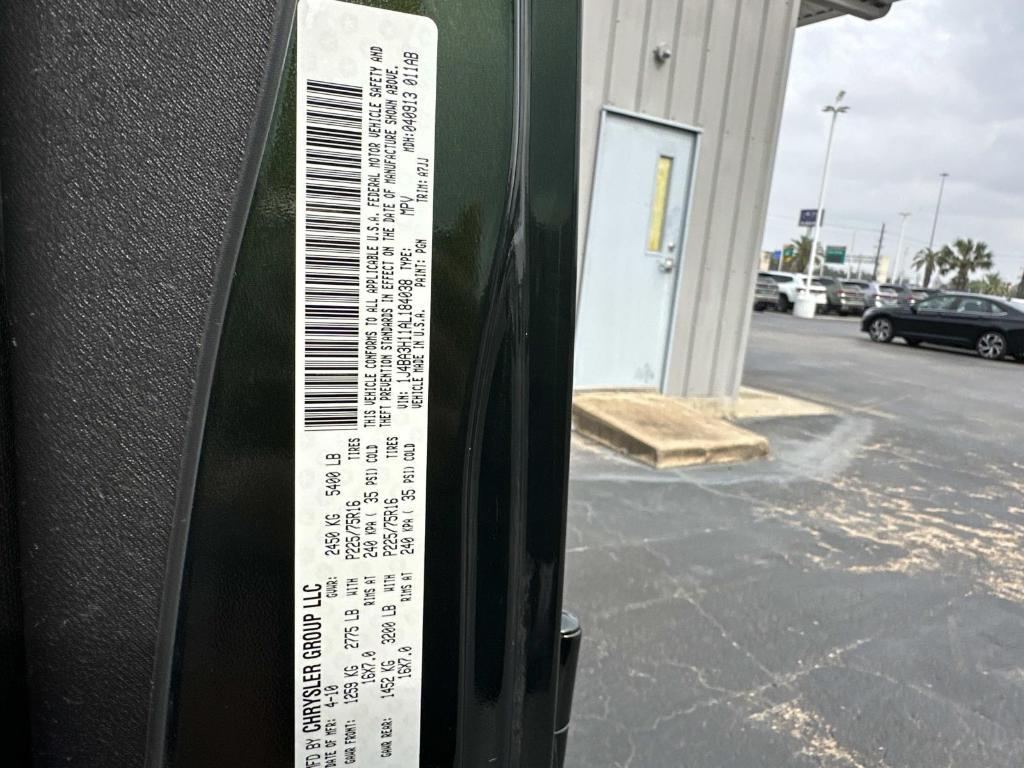 MFD BY CHRYSLER GROUP LLC
DATE OF MFR: 4-10 GVWR: 2450 KG 5400 LB
GAWR FRONT: 1259 KG 2775 LB WITH P225/75R16 TIRES
16X7.0 RIMS AT 240 KPA ( 35 PSI) COLD
GAWR REAR: 1452 KG 3200 LB WITH P225/75R16 TIRES
16X7.0 RIMS AT 240 KPA ( 35 PSI) COLD
THIS VEHICLE CONFORMS TO ALL APPLICABLE U.S.A. FEDERAL MOTOR VEHICLE SAFETY AND
THEFT PREVENTION STANDARDS IN EFFECT ON THE DATE OF MANUFACTURE SHOWN ABOVE.
VIN: 1J4BA3H11AL184038 TYPE: MPV MDH:040913 011AB
VEHICLE MADE IN U.S.A. PAINT: PGN TRIM: A7JJ